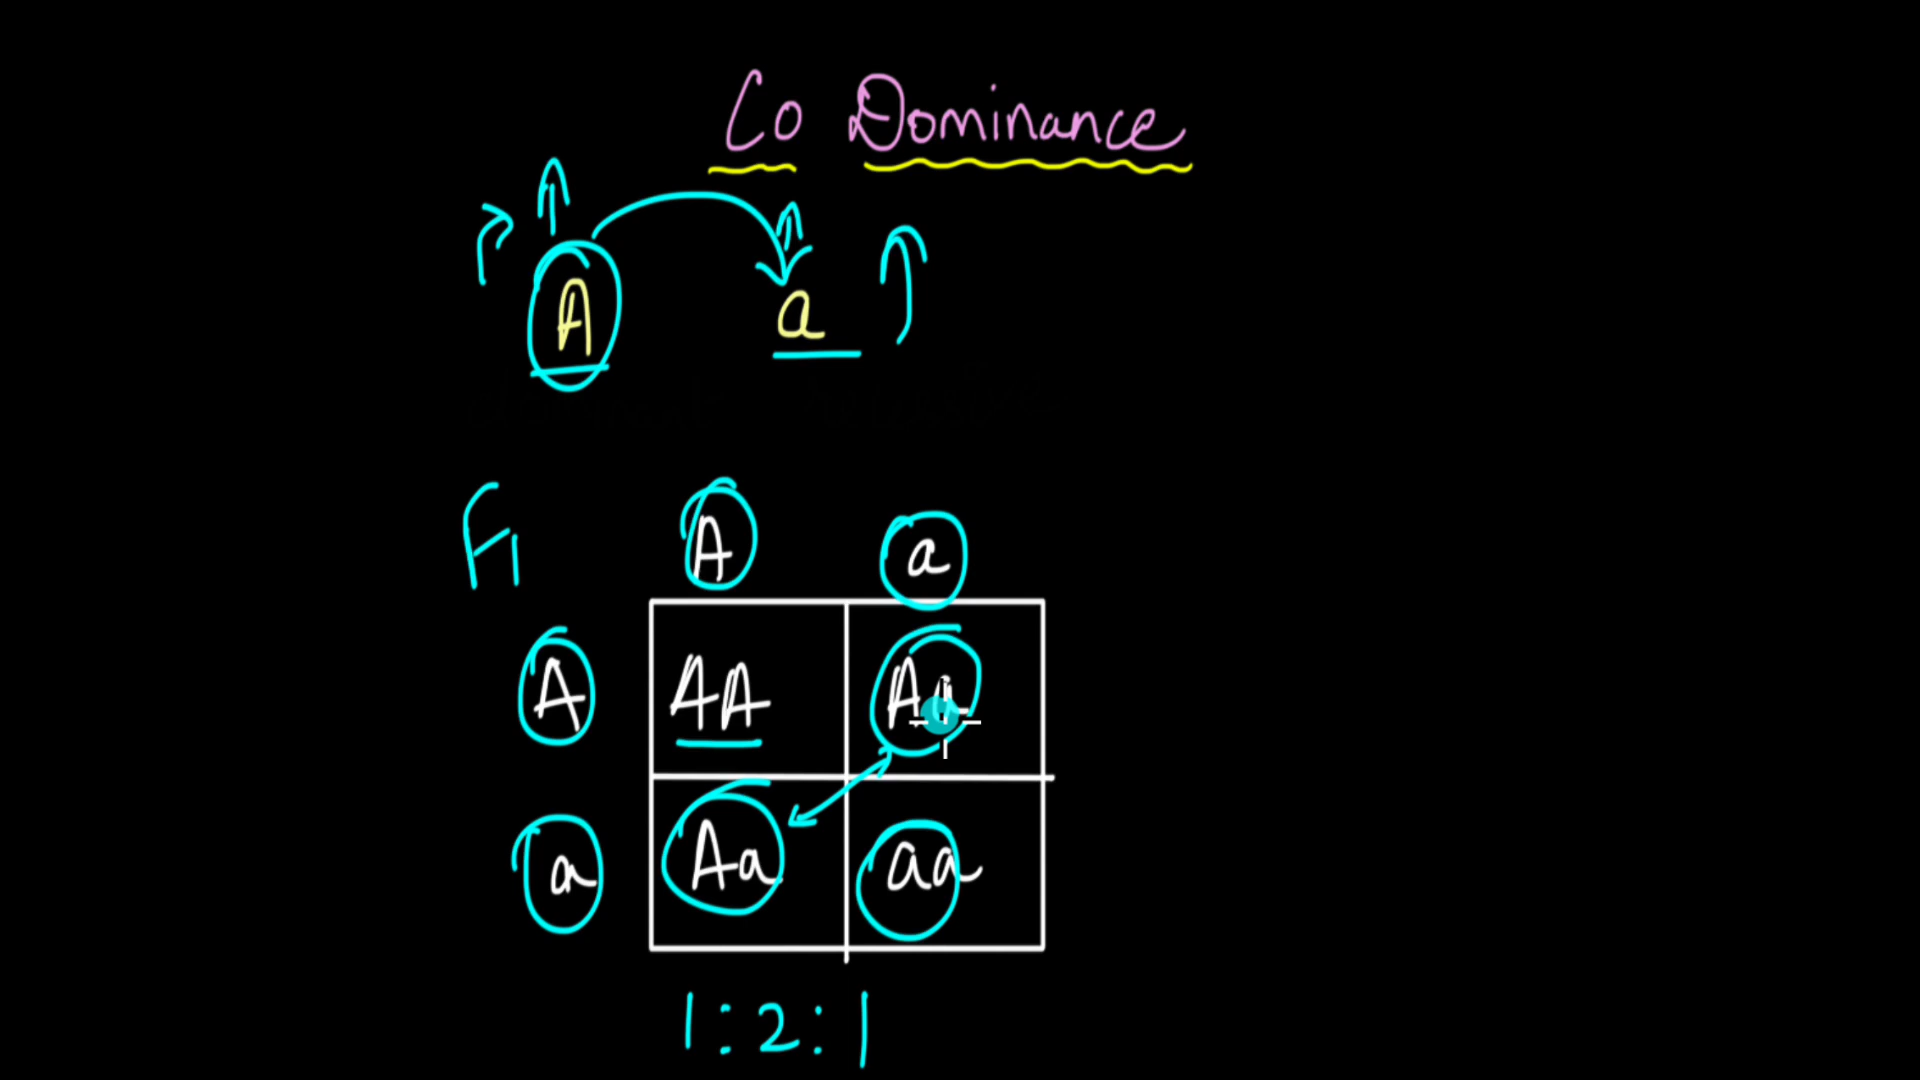 Co Dominance
A a
F1 A a
A AA Aa
a Aa aa
1:2:1